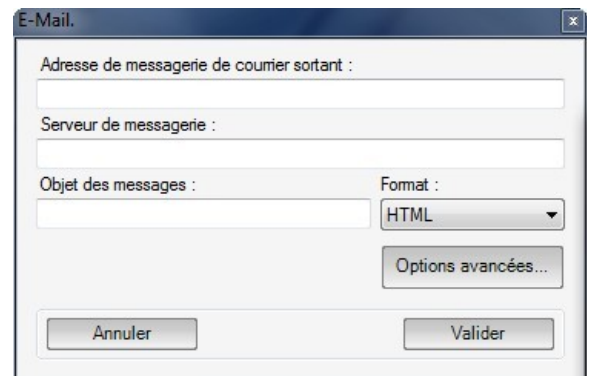 E-Mail.
x
Adresse de messagerie de courrier sortant :
Serveur de messagerie :
Objet des messages :
Format :
HTML
Options avancées...
Annuler
Valider